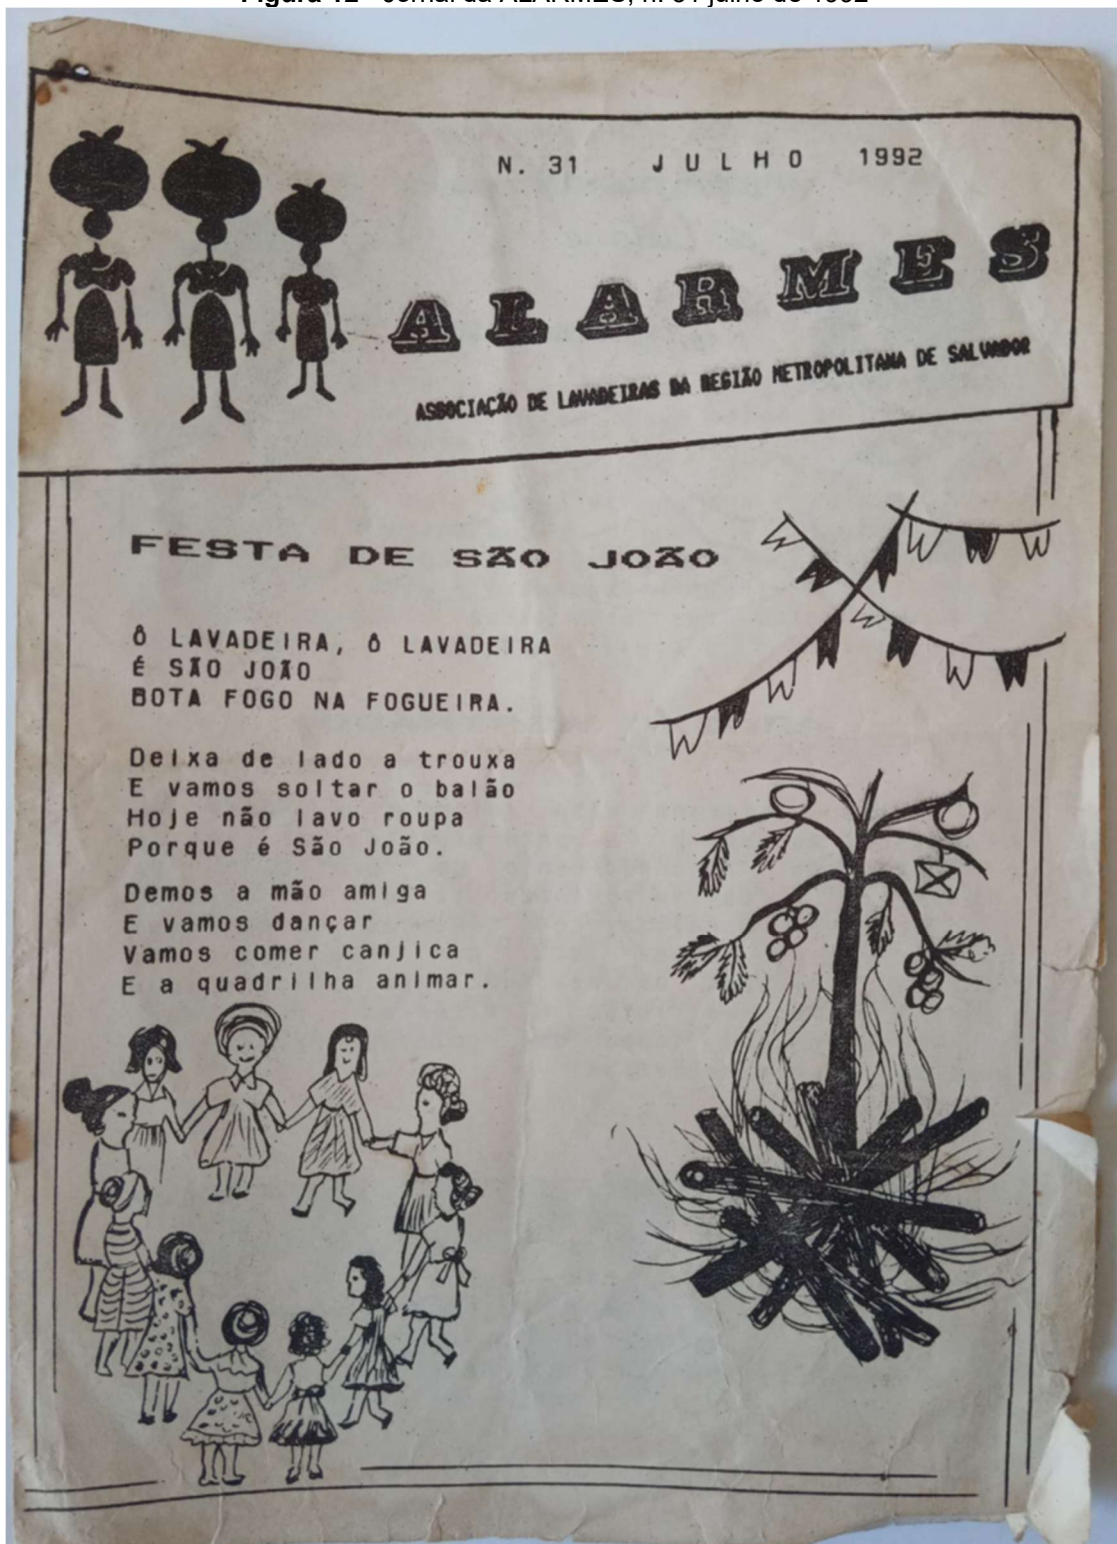 N. 31 JULHO 1992
ALARMES
ASSOCIAÇÃO DE LAVADEIRAS DA REGIÃO METROPOLITANA DE SALVADOR
FESTA DE SÃO JOÃO
Ô LAVADEIRA, Ô LAVADEIRA
É SÃO JOÃO
BOTA FOGO NA FOGUEIRA.
Deixa de lado a trouxa
E vamos soltar o balão
Hoje não lavo roupa
Porque é São João.
Demos a mão amiga
E vamos dançar
Vamos comer canjica
E a quadrilha animar.